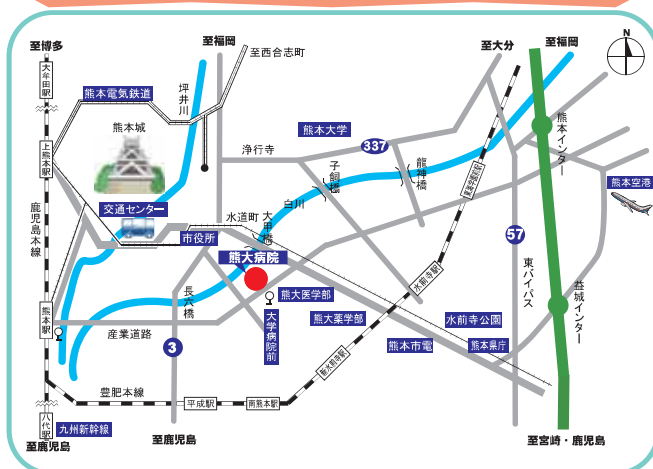 至博多
至福岡
至西合志町
至大分
至福岡
N
大牟田駅
熊本電気鉄道
坪井川
熊本城
熊本大学
337
浄行寺
子飼橋
龍神橋
熊本インター
熊本空港
上熊本駅
交通センター
白川
水道町
大甲橋
市役所
熊大病院
57
東バイパス
益城インター
鹿児島本線
熊本駅
長六橋
熊大医学部
大学病院前
熊大薬学部
水前寺駅
水前寺公園
熊本市電
熊本県庁
産業道路
3
新水前寺駅
豊肥本線
平成駅
南熊本駅
八代駅
九州新幹線
至鹿児島
至鹿児島
至宮崎・鹿児島